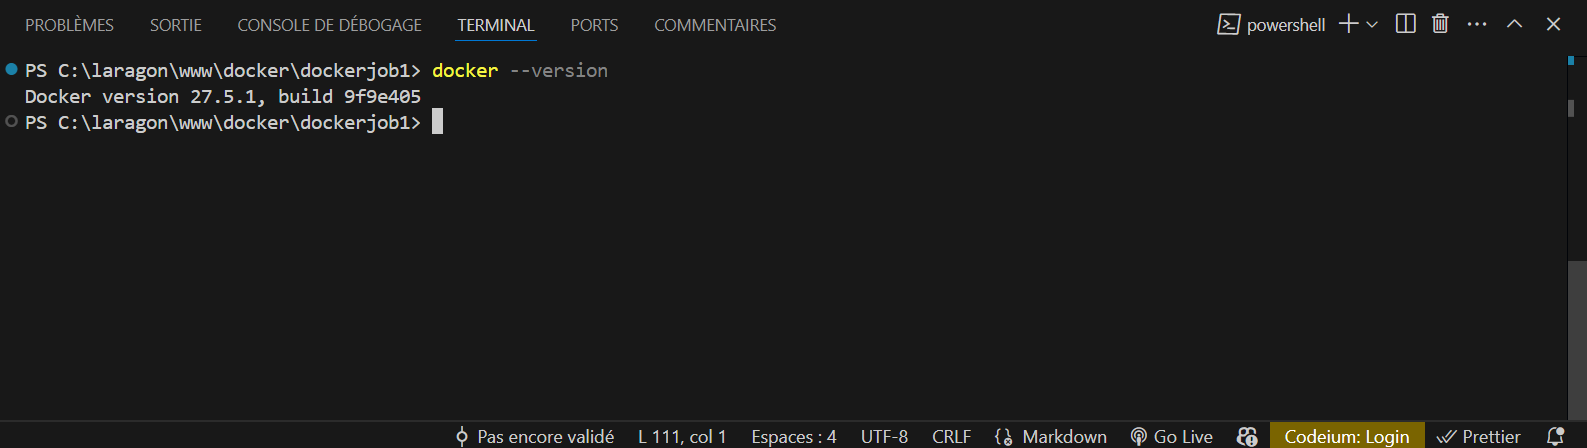 PROBLÈMES SORTIE CONSOLE DE DÉBOGAGE TERMINAL PORTS COMMENTAIRES powershell
PS C:\laragon\www\docker\dockerjob1> docker --version
Docker version 27.5.1, build 9f9e405
PS C:\laragon\www\docker\dockerjob1>
Pas encore validé L 111, col 1 Espaces : 4 UTF-8 CRLF Markdown Go Live Codeium: Login Prettier